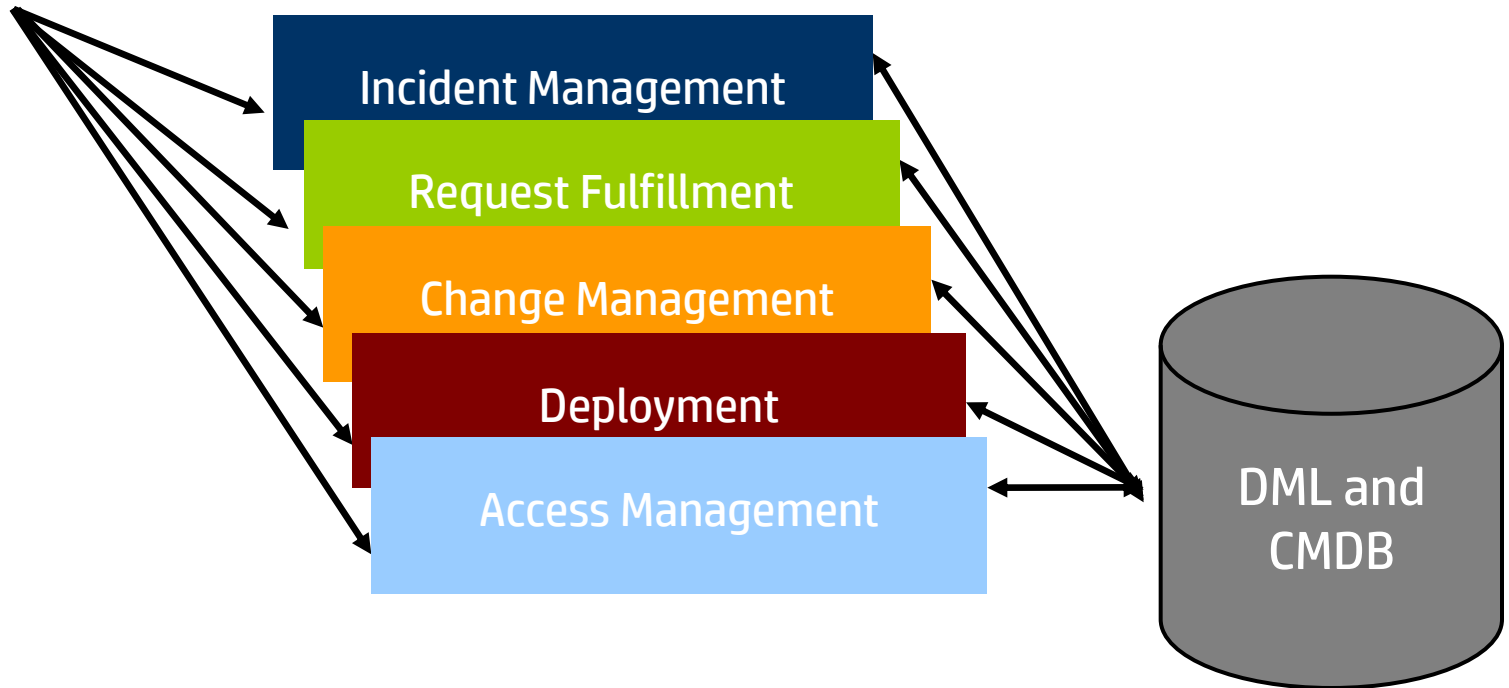 Incident Management
Request Fulfillment
Change Management
Deployment
Access Management
DML and
CMDB